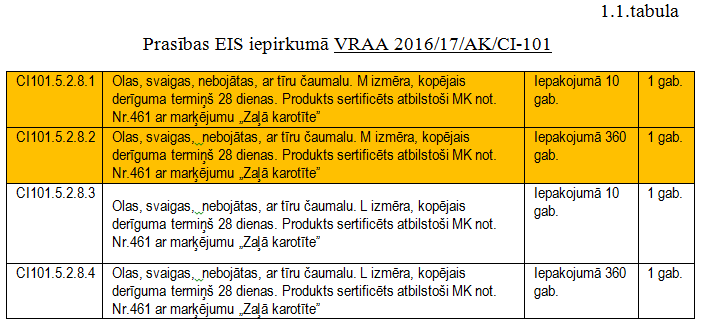 1.1.tabula
Prasības EIS iepirkumā VRAA 2016/17/AK/CI-101
CI101.5.2.8.1 Olas, svaigas, nebojātas, ar tīru čaumalu. M izmēra, kopējais Iepakojumā 10 1 gab.
derīguma termiņš 28 dienas. Produkts sertificēts atbilstoši MK not. gab.
Nr.461 ar marķējumu „Zaļā karotīte”
CI101.5.2.8.2 Olas, svaigas, nebojātas, ar tīru čaumalu. M izmēra, kopējais Iepakojumā 360 1 gab.
derīguma termiņš 28 dienas. Produkts sertificēts atbilstoši MK not. gab.
Nr.461 ar marķējumu „Zaļā karotīte”
CI101.5.2.8.3 Iepakojumā 10 1 gab.
Olas, svaigas, nebojātas, ar tīru čaumalu. L izmēra, kopējais gab.
derīguma termiņš 28 dienas. Produkts sertificēts atbilstoši MK not.
Nr.461 ar marķējumu „Zaļā karotīte”
CI101.5.2.8.4 Olas, svaigas, nebojātas, ar tīru čaumalu. L izmēra, kopējais Iepakojumā 360 1 gab.
derīguma termiņš 28 dienas. Produkts sertificēts atbilstoši MK not. gab.
Nr.461 ar marķējumu „Zaļā karotīte”